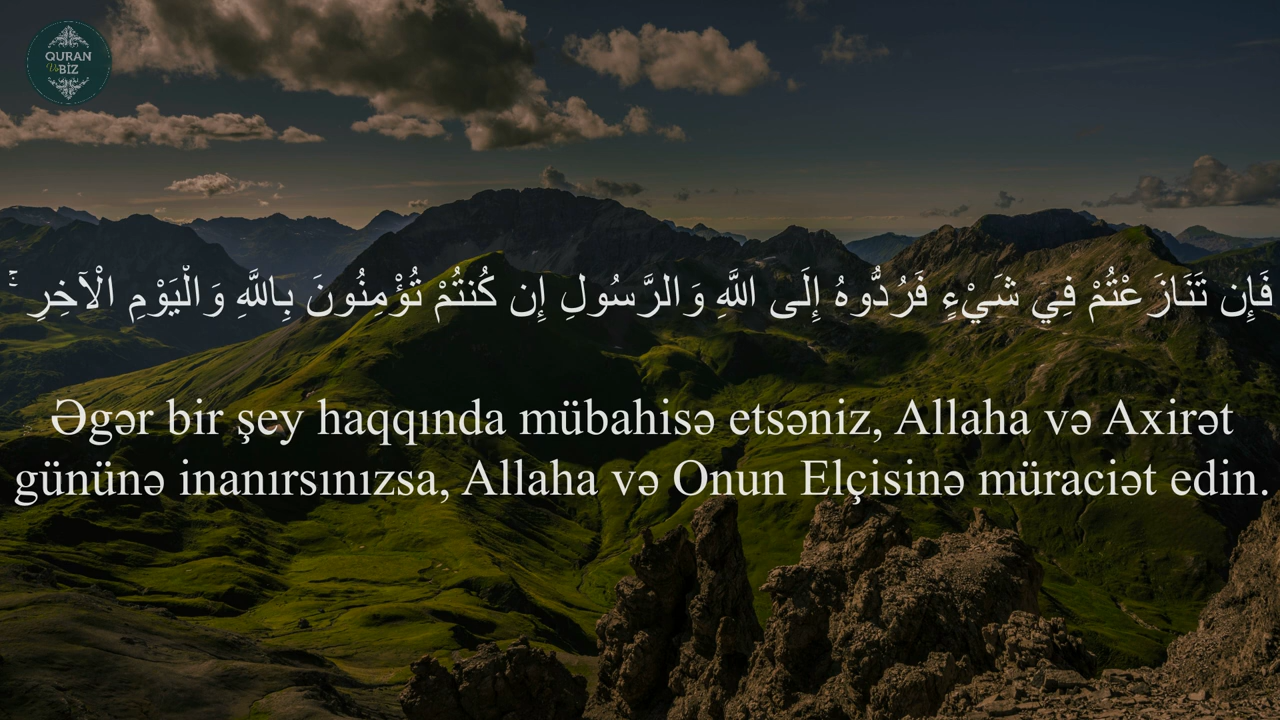 QURAN
Və BİZ
فَإِن تَنَازَعْتُمْ فِي شَيْءٍ فَرُدُّوهُ إِلَى اللَّهِ وَالرَّسُولِ إِن كُنتُمْ تُؤْمِنُونَ بِاللَّهِ وَالْيَوْمِ الْآخِرِ ۚ
Əgər bir şey haqqında mübahisə etsəniz, Allaha və Axirət
gününə inanırsınızsa, Allaha və Onun Elçisinə müraciət edin.